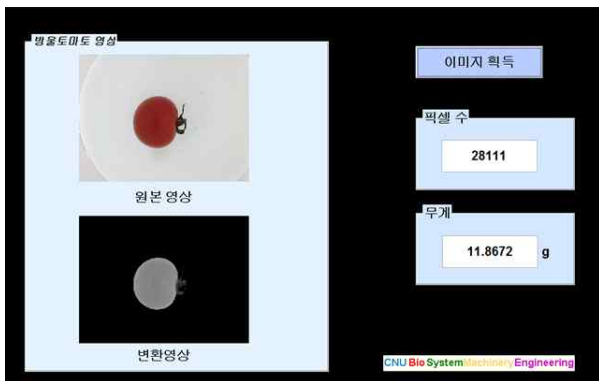 방울토마토 영상
원본 영상
변환영상
이미지 획득
픽셀 수
28111
무게
11.8672 g
CNU Bio System Machinery Engineering